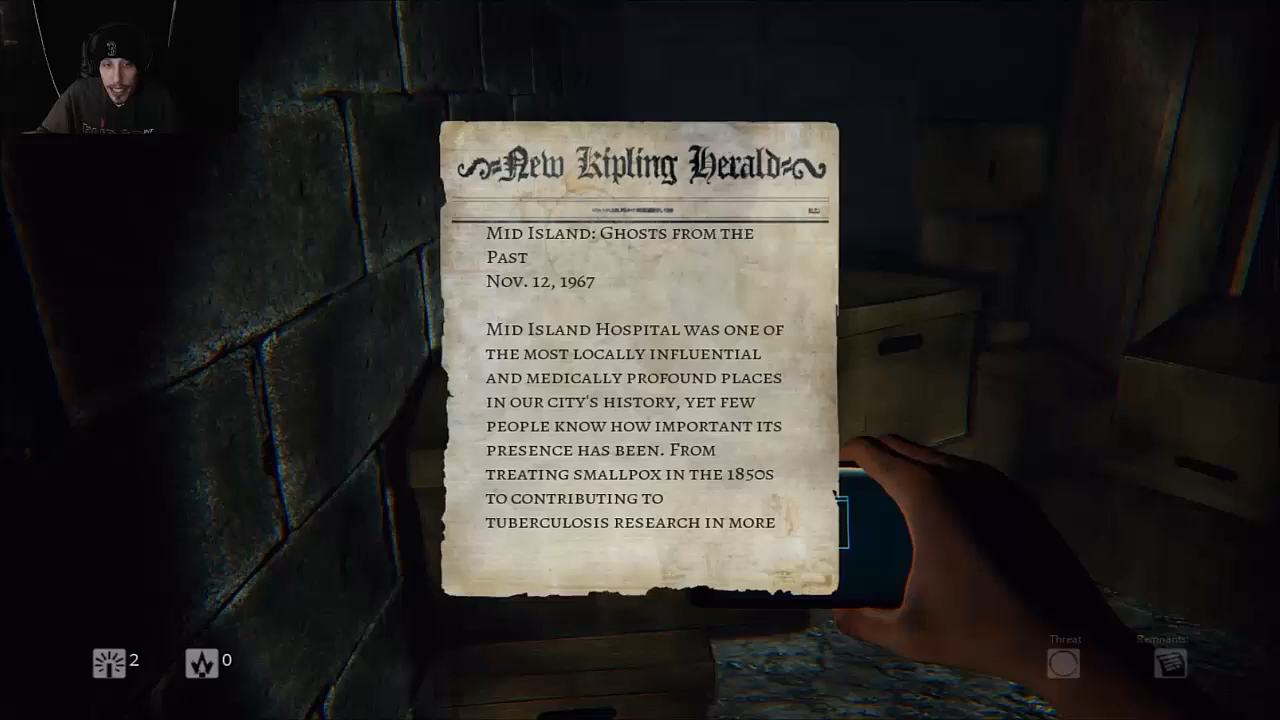 New Kipling Herald
Mid Island: Ghosts from the
Past
Nov. 12, 1967
Mid Island Hospital was one of
the most locally influential
and medically profound places
in our city's history, yet few
people know how important its
presence has been. From
treating smallpox in the 1850s
to contributing to
tuberculosis research in more
2
0
Threat
Remnants